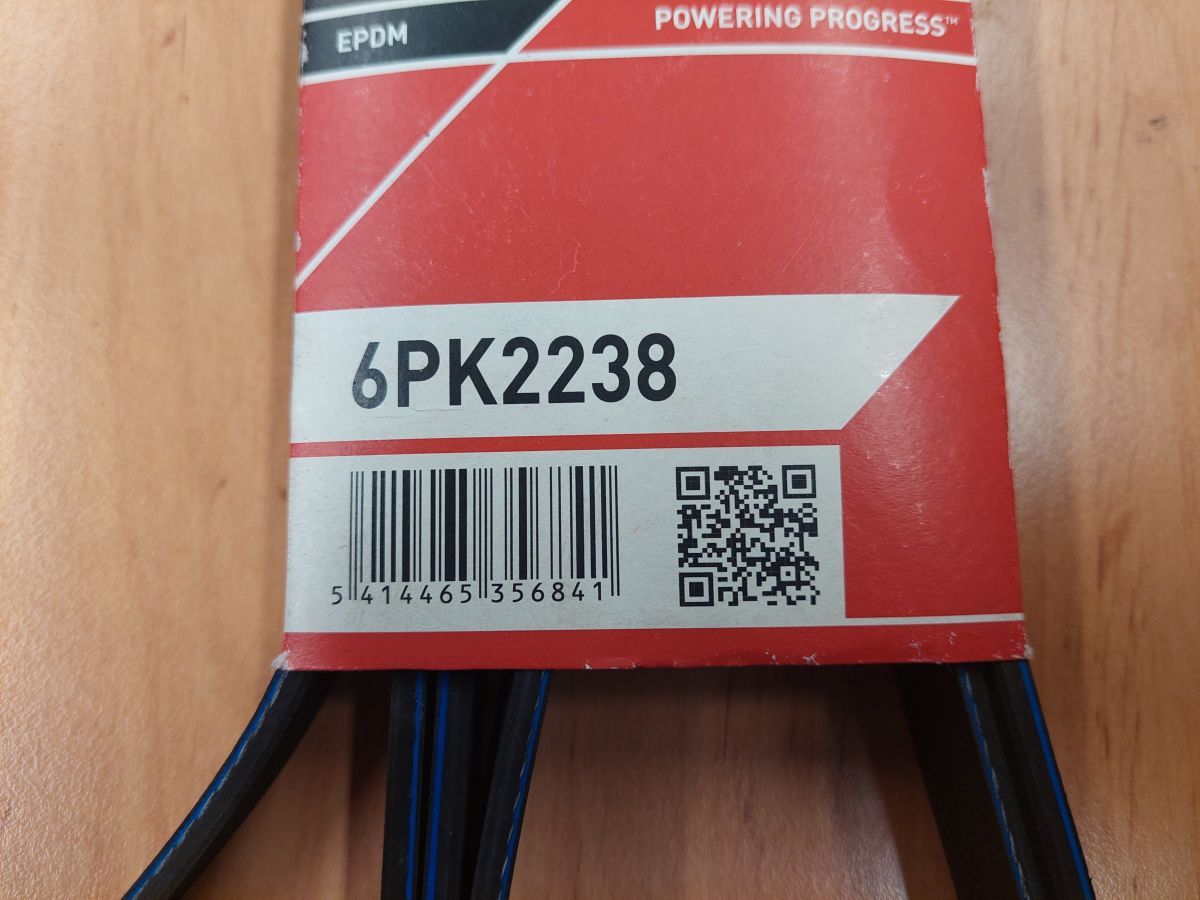 EPDM
POWERING PROGRESS™
6PK2238
5 414465 356841